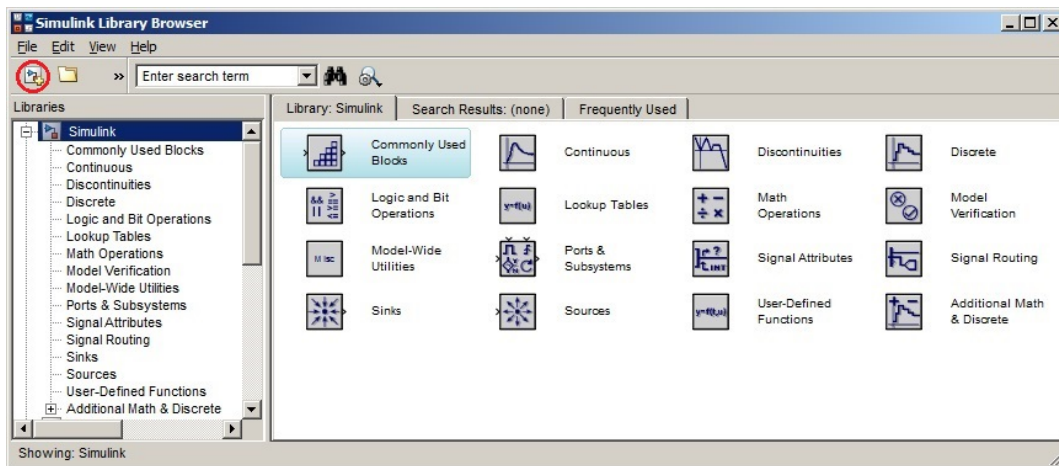 Simulink Library Browser
File Edit View Help
» Enter search term
Libraries
Simulink
Commonly Used Blocks
Continuous
Discontinuities
Discrete
Logic and Bit Operations
Lookup Tables
Math Operations
Model Verification
Model-Wide Utilities
Ports & Subsystems
Signal Attributes
Signal Routing
Sinks
Sources
User-Defined Functions
Additional Math & Discrete
Library: Simulink Search Results: (none) Frequently Used
Commonly Used
Blocks
Continuous
Discontinuities
Discrete
Logic and Bit
Operations
y=f(u)
Lookup Tables
Math
Operations
Model
Verification
Misc
Model-Wide
Utilities
Ports &
Subsystems
Signal Attributes
Signal Routing
Sinks
Sources
y=f(t,u)
User-Defined
Functions
Additional Math
& Discrete
Showing: Simulink